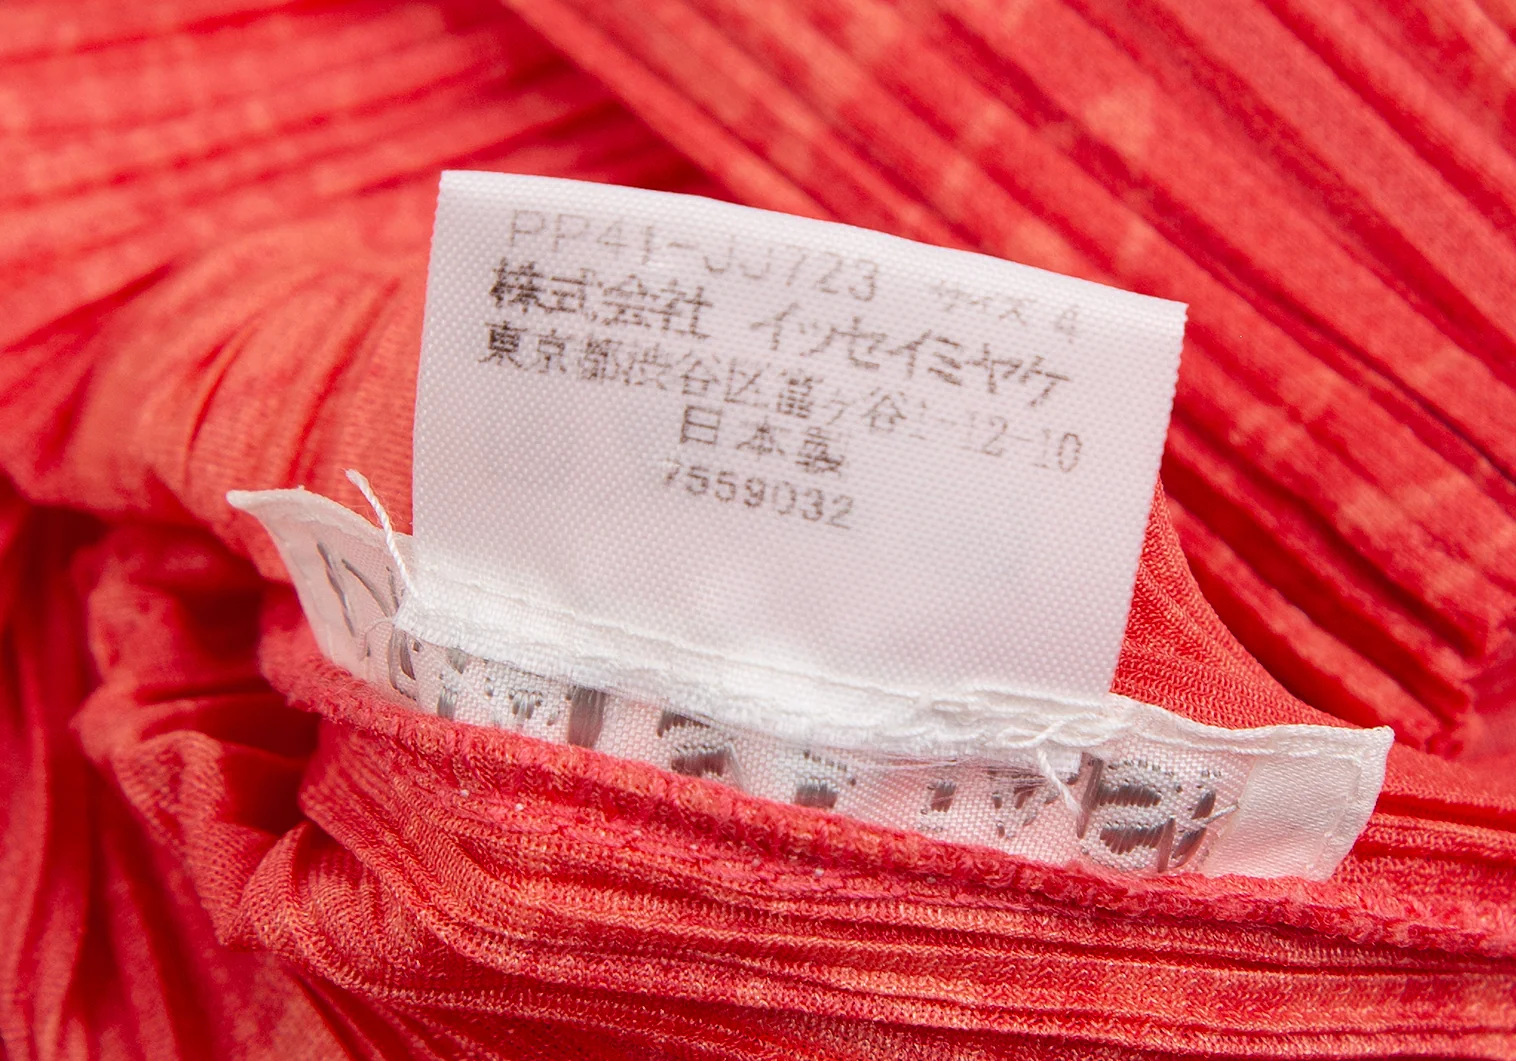 PP41-JJ723 サイズ 4
株式会社 イッセイミヤケ
東京都渋谷区富ヶ谷1-12-10
日本製
7559032